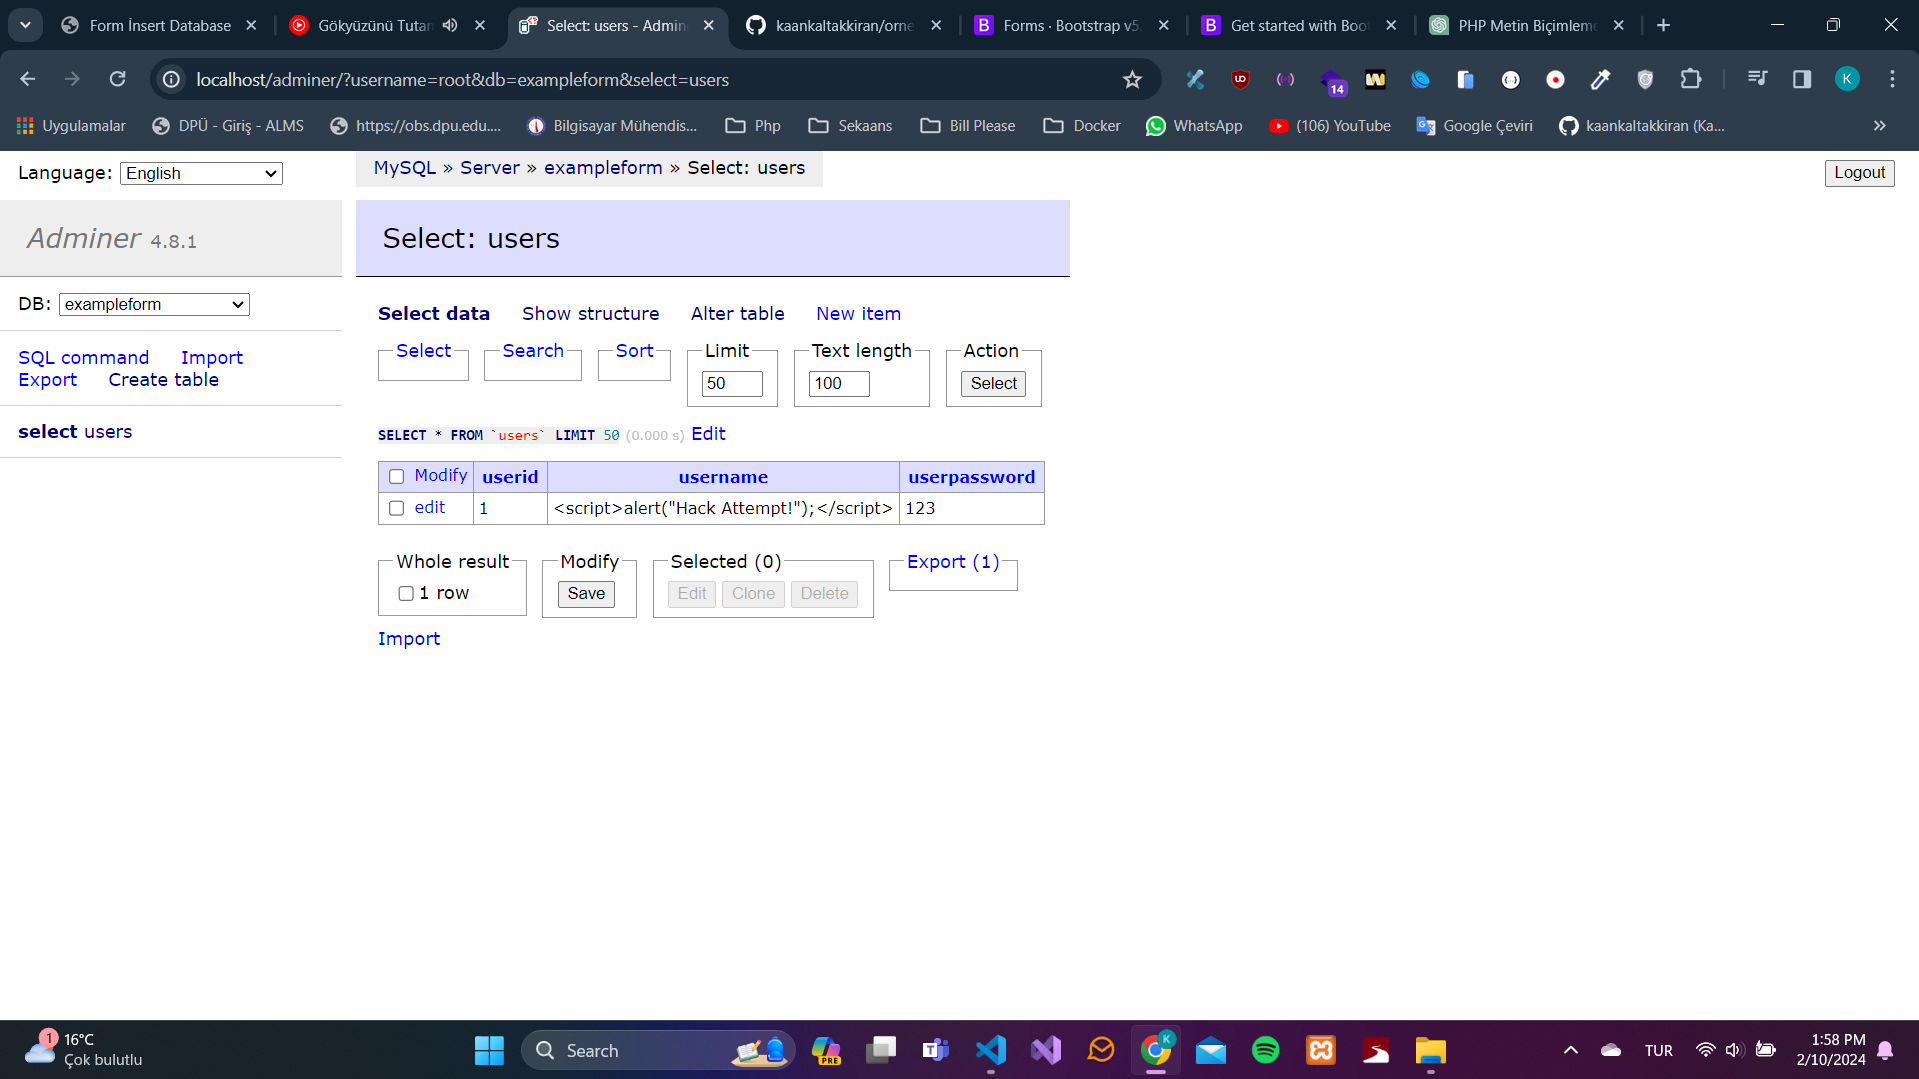 Form İnsert Database
Gökyüzünü Tutan
Select: users - Admin
kaankaltakkiran/orne
Forms · Bootstrap v5.
Get started with Boot
PHP Metin Biçimleme
localhost/adminer/?username=root&db=exampleform&select=users
14
K
Uygulamalar
DPÜ - Giriş - ALMS
https://obs.dpu.edu....
Bilgisayar Mühendis...
Php
Sekaans
Bill Please
Docker
WhatsApp
(106) YouTube
Google Çeviri
kaankaltakkiran (Ka...
Language: English
MySQL » Server » exampleform » Select: users
Logout
Adminer 4.8.1
Select: users
DB: exampleform
SQL command Import
Export Create table
select users
Select data Show structure Alter table New item
Select Search Sort Limit Text length Action
50 100 Select
SELECT * FROM `users` LIMIT 50 (0.000 s) Edit
Modify userid username userpassword
edit 1 <script>alert("Hack Attempt!");</script> 123
Whole result Modify Selected (0) Export (1)
1 row Save Edit Clone Delete
Import
1
16°C
Çok bulutlu
Search
PRE
K
TUR
1:58 PM
2/10/2024